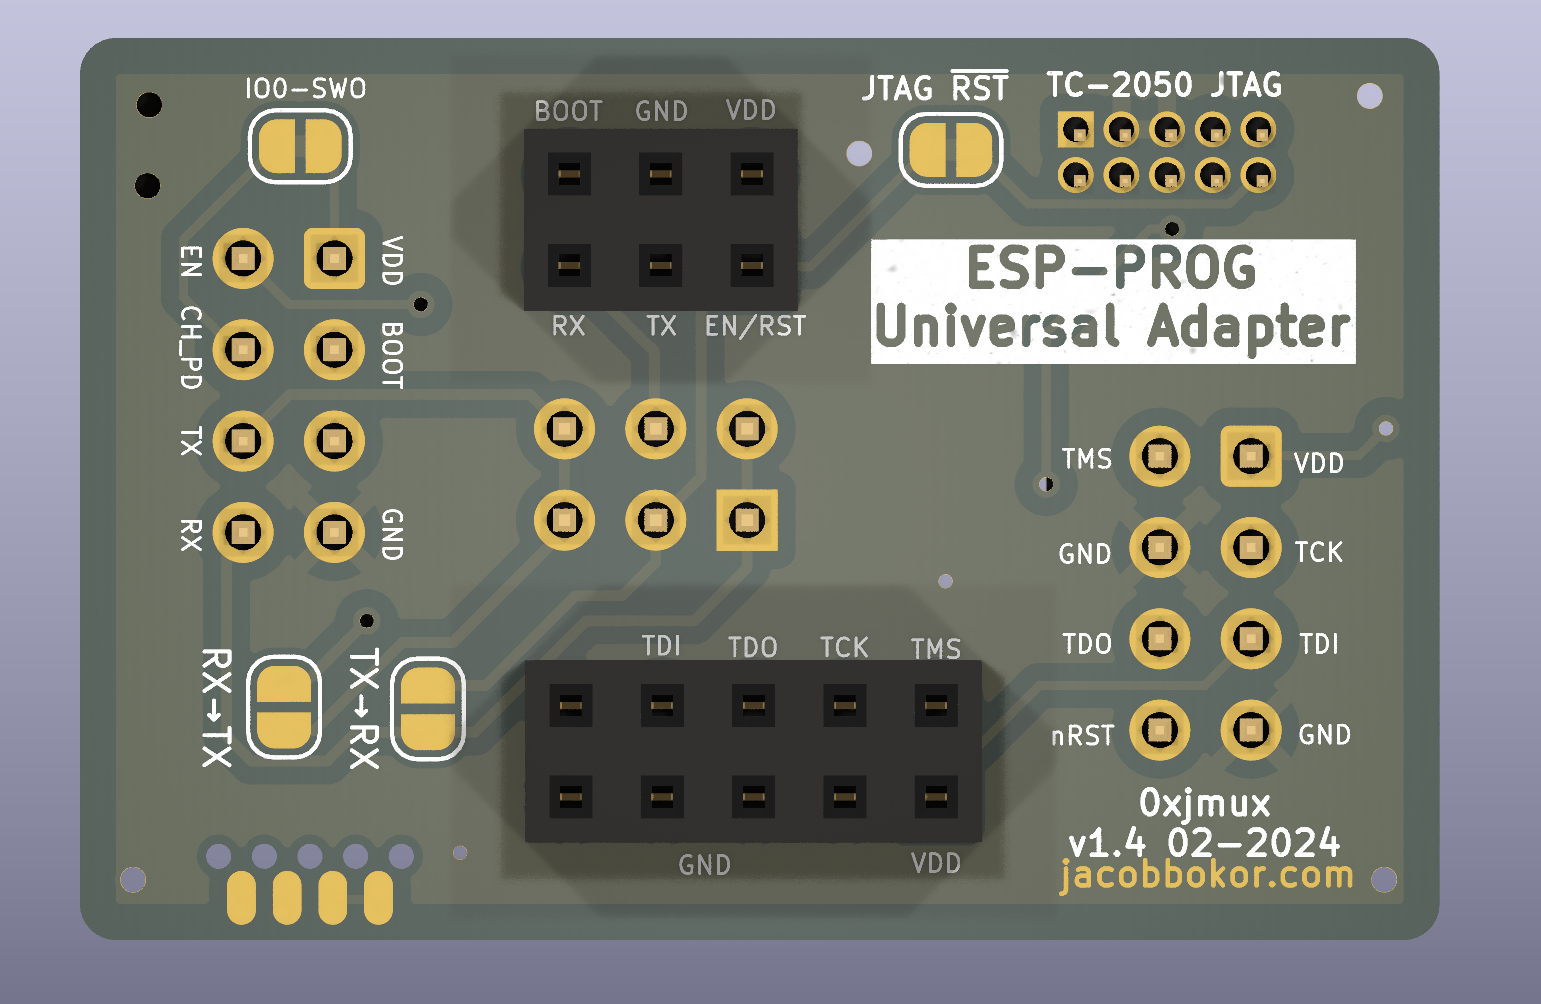 IO0-SWO
BOOT GND VDD
JTAG RST
TC-2050 JTAG
EN
VDD
CH_PD
BOOT
TX
RX
GND
RX TX EN/RST
ESP-PROG
Universal Adapter
TMS
VDD
GND
TCK
TDO
TDI
nRST
GND
RX→TX
TX→RX
TDI TDO TCK TMS
GND VDD
0xjmux
v1.4 02-2024
jacobbokor.com